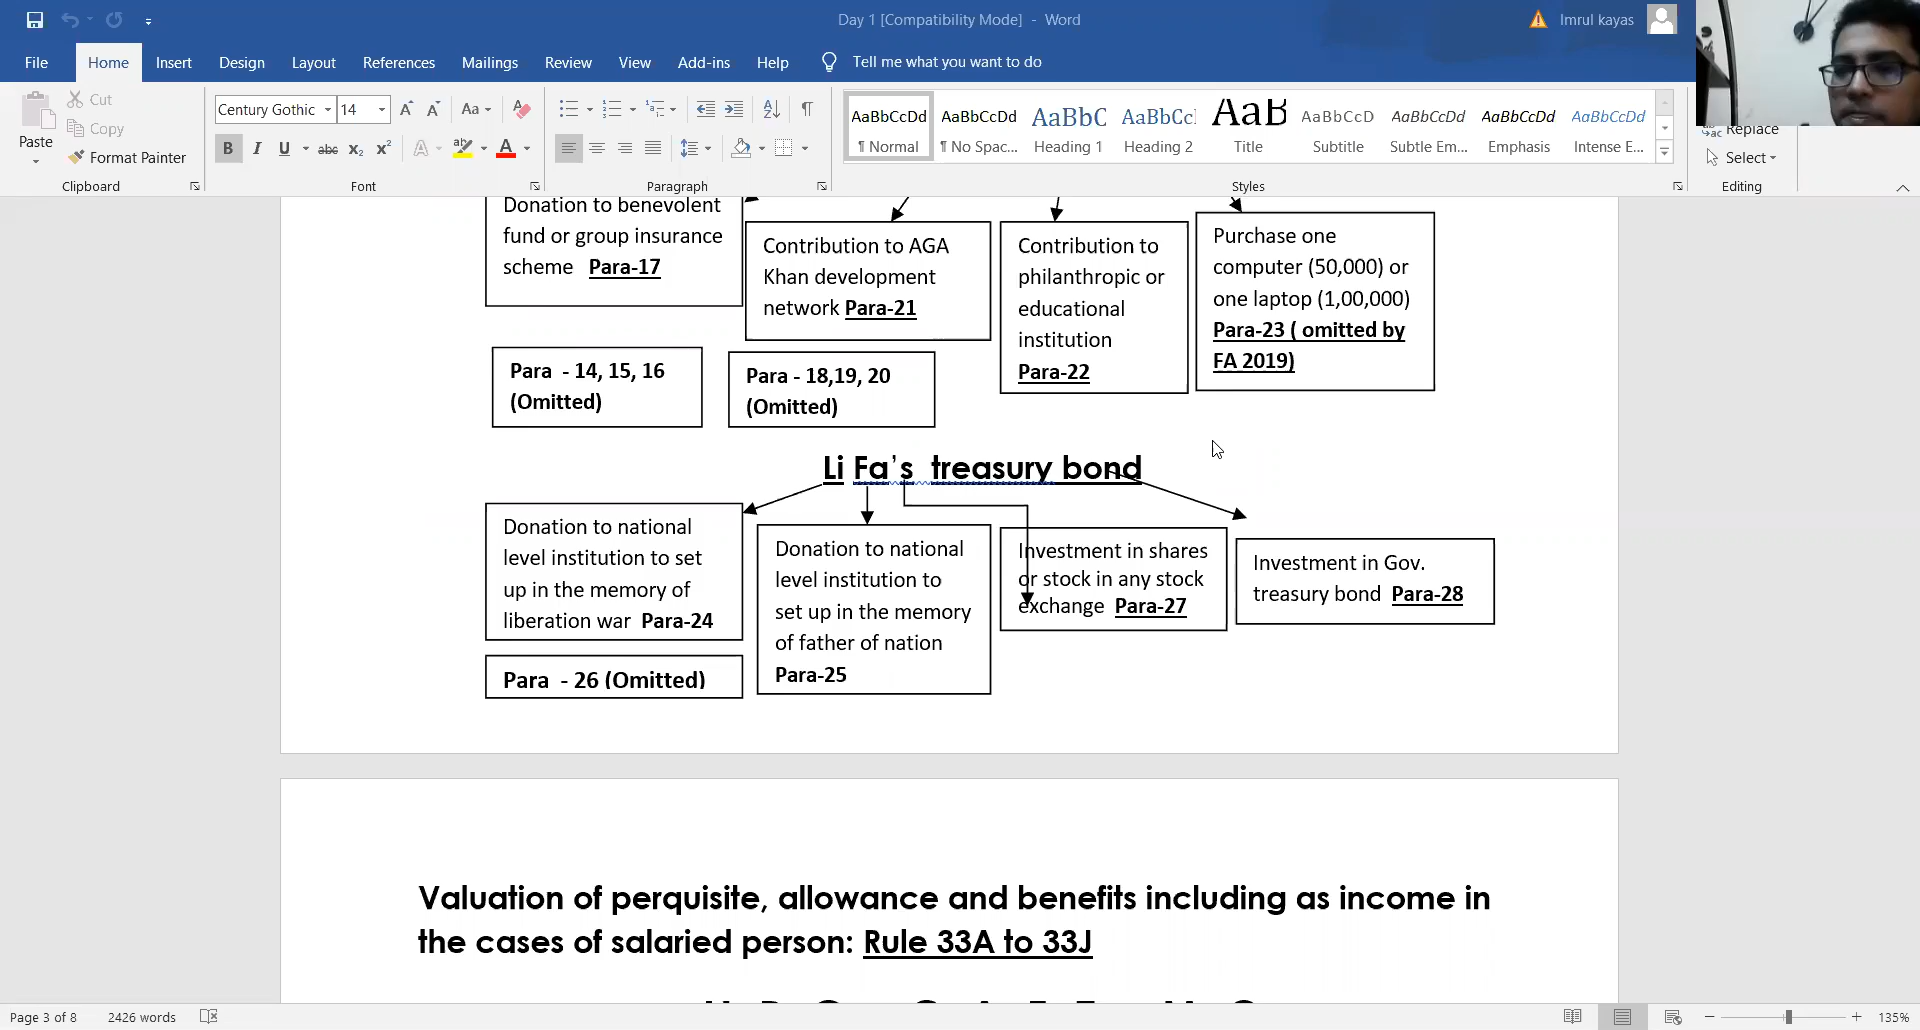 Day 1 [Compatibility Mode] - Word
Imrul kayas
File Home Insert Design Layout References Mailings Review View Add-ins Help Tell me what you want to do
Paste
Cut
Copy
Format Painter
Clipboard
Century Gothic 14
Font
Paragraph
AaBbCcDd AaBbCcDd AaBbC AaBbCcl AaB AaBbCcD AaBbCcDd AaBbCcDd AaBbCcDd
¶ Normal ¶ No Spac... Heading 1 Heading 2 Title Subtitle Subtle Em... Emphasis Intense E...
Styles
Replace
Select
Editing
Donation to benevolent
fund or group insurance
scheme Para-17
Contribution to AGA
Khan development
network Para-21
Contribution to
philanthropic or
educational
institution
Para-22
Purchase one
computer (50,000) or
one laptop (1,00,000)
Para-23 ( omitted by
FA 2019)
Para - 14, 15, 16
(Omitted)
Para - 18,19, 20
(Omitted)
Li Fa's treasury bond
Donation to national
level institution to set
up in the memory of
liberation war Para-24
Donation to national
level institution to
set up in the memory
of father of nation
Para-25
Investment in shares
or stock in any stock
exchange Para-27
Investment in Gov.
treasury bond Para-28
Para - 26 (Omitted)
Valuation of perquisite, allowance and benefits including as income in
the cases of salaried person: Rule 33A to 33J
Page 3 of 8 2426 words 135%